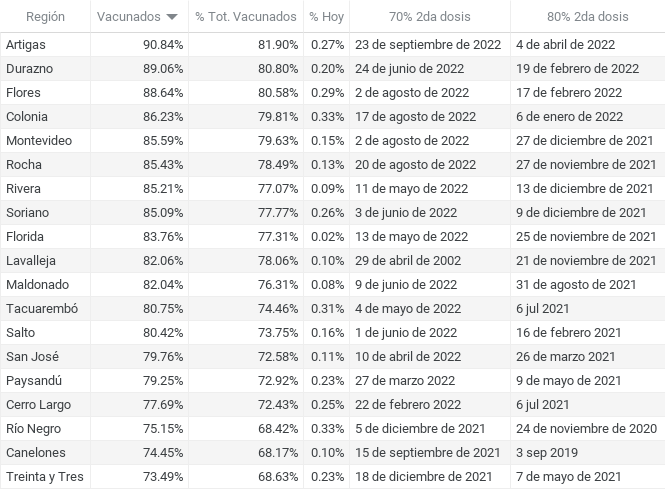 Región Vacunados % Tot. Vacunados % Hoy 70% 2da dosis 80% 2da dosis
Artigas 90.84% 81.90% 0.27% 23 de septiembre de 2022 4 de abril de 2022
Durazno 89.06% 80.80% 0.20% 24 de junio de 2022 19 de febrero de 2022
Flores 88.64% 80.58% 0.29% 2 de agosto de 2022 17 de febrero de 2022
Colonia 86.23% 79.81% 0.33% 17 de agosto de 2022 6 de enero de 2022
Montevideo 85.59% 79.63% 0.15% 2 de agosto de 2022 27 de diciembre de 2021
Rocha 85.43% 78.49% 0.13% 20 de agosto de 2022 27 de noviembre de 2021
Rivera 85.21% 77.07% 0.09% 11 de mayo de 2022 13 de diciembre de 2021
Soriano 85.09% 77.77% 0.26% 3 de junio de 2022 9 de diciembre de 2021
Florida 83.76% 77.31% 0.02% 13 de mayo de 2022 25 de noviembre de 2021
Lavalleja 82.06% 78.06% 0.10% 29 de abril de 2002 21 de noviembre de 2021
Maldonado 82.04% 76.31% 0.08% 9 de junio de 2022 31 de agosto de 2021
Tacuarembó 80.75% 74.46% 0.31% 4 de mayo de 2022 6 jul 2021
Salto 80.42% 73.75% 0.16% 1 de junio de 2022 16 de febrero de 2021
San José 79.76% 72.58% 0.11% 10 de abril de 2022 26 de marzo 2021
Paysandú 79.25% 72.92% 0.23% 27 de marzo 2022 9 de mayo de 2021
Cerro Largo 77.69% 72.43% 0.25% 22 de febrero de 2022 6 jul 2021
Río Negro 75.15% 68.42% 0.33% 5 de diciembre de 2021 24 de noviembre de 2020
Canelones 74.45% 68.17% 0.10% 15 de septiembre de 2021 3 sep 2019
Treinta y Tres 73.49% 68.63% 0.23% 18 de diciembre de 2021 7 de mayo de 2021